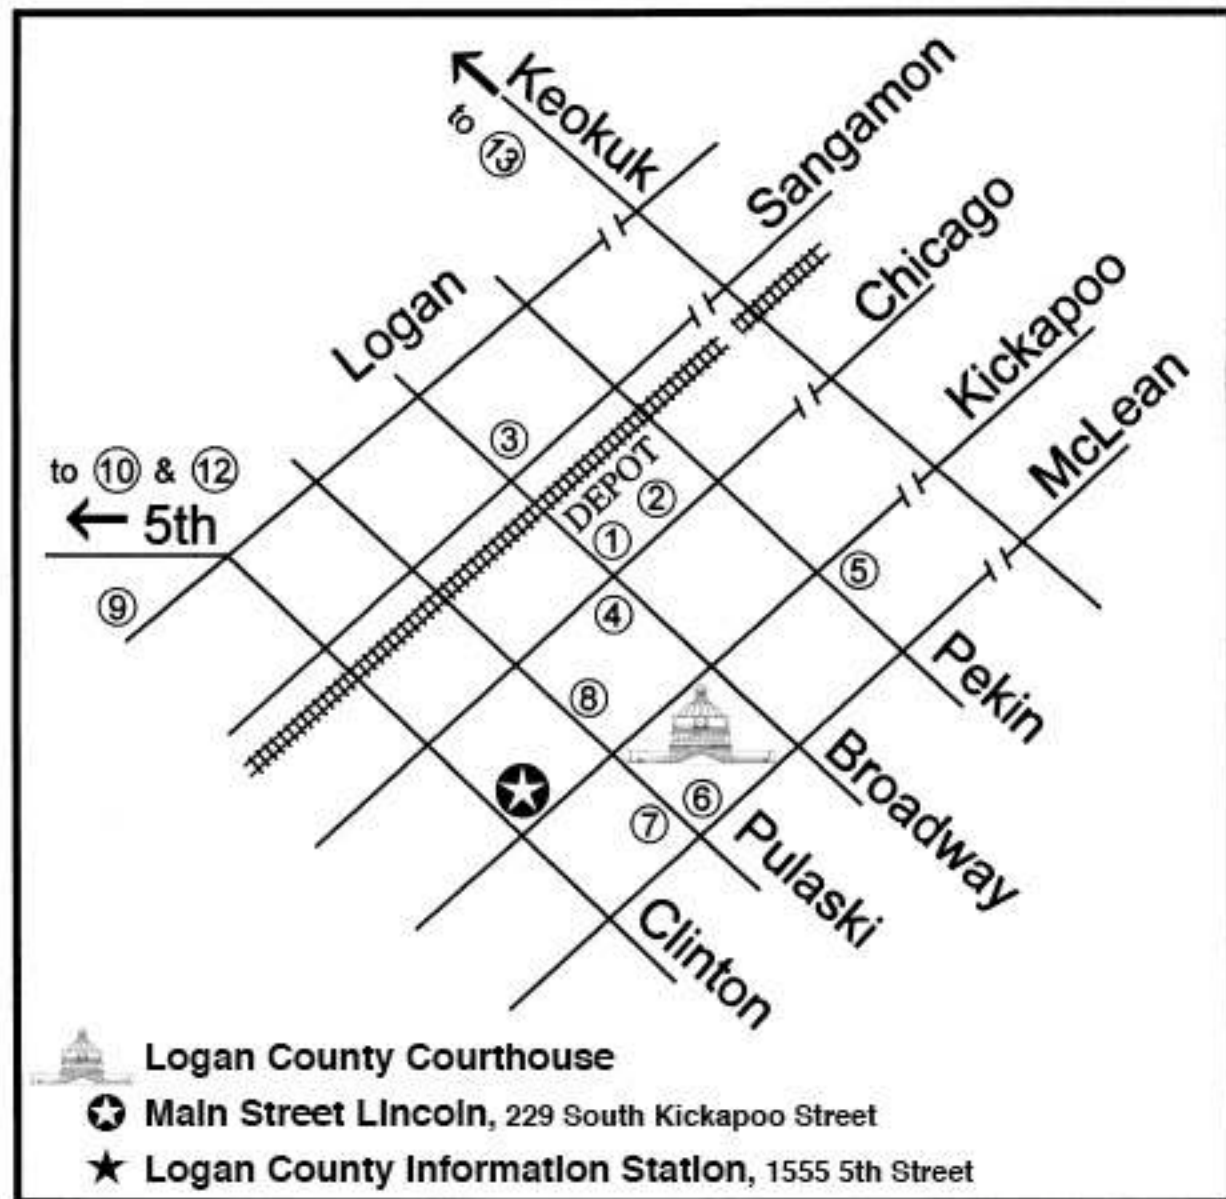 Keokuk
to 13
Sangamon
Chicago
Kickapoo
McLean
Logan
3
to 10 & 12
5th
DEPOT
2
1
5
9
4
Pekin
8
Broadway
6
7
Pulaski
Clinton
Logan County Courthouse
Main Street Lincoln, 229 South Kickapoo Street
Logan County Information Station, 1555 5th Street